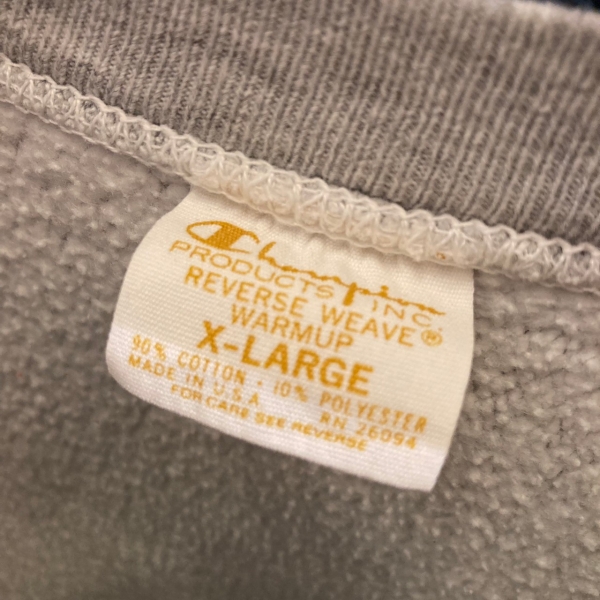 Champion
PRODUCTS INC.
REVERSE WEAVE®
WARMUP
X-LARGE
90% COTTON · 10% POLYESTER
MADE IN U.S.A. RN 26094
FOR CARE SEE REVERSE